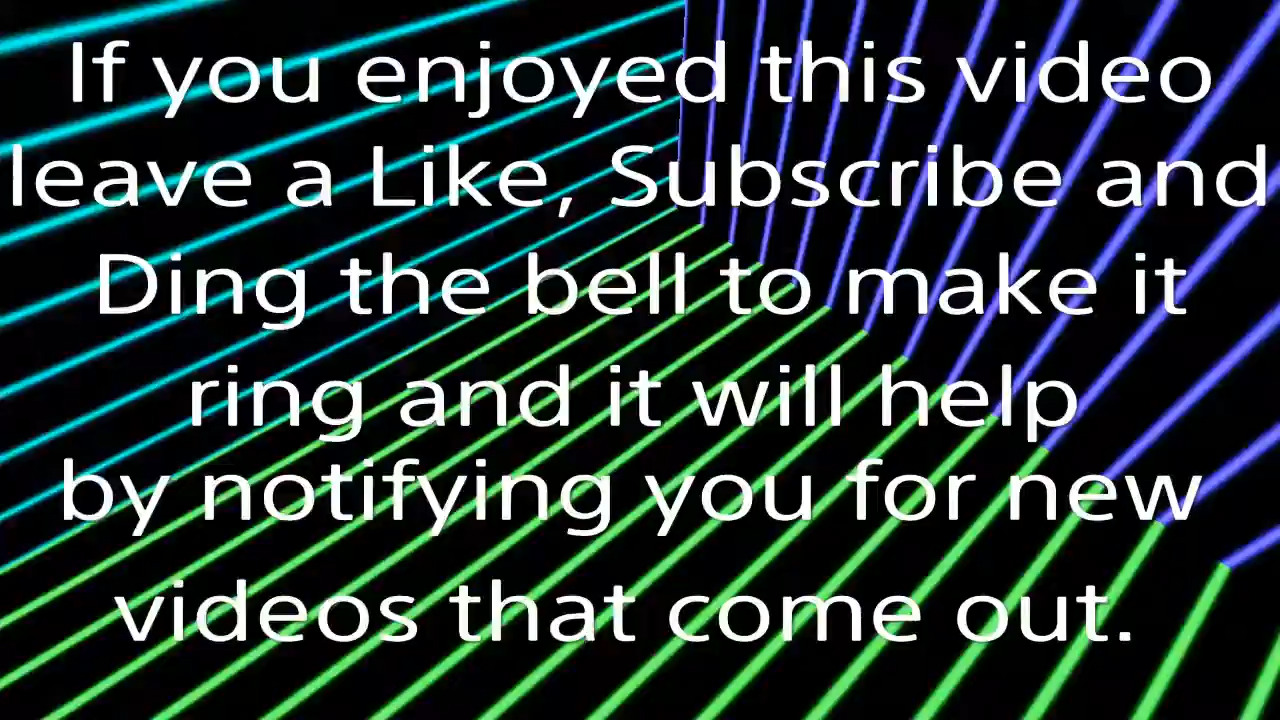 If you enjoyed this video
leave a Like, Subscribe and
Ding the bell to make it
ring and it will help
by notifying you for new
videos that come out.